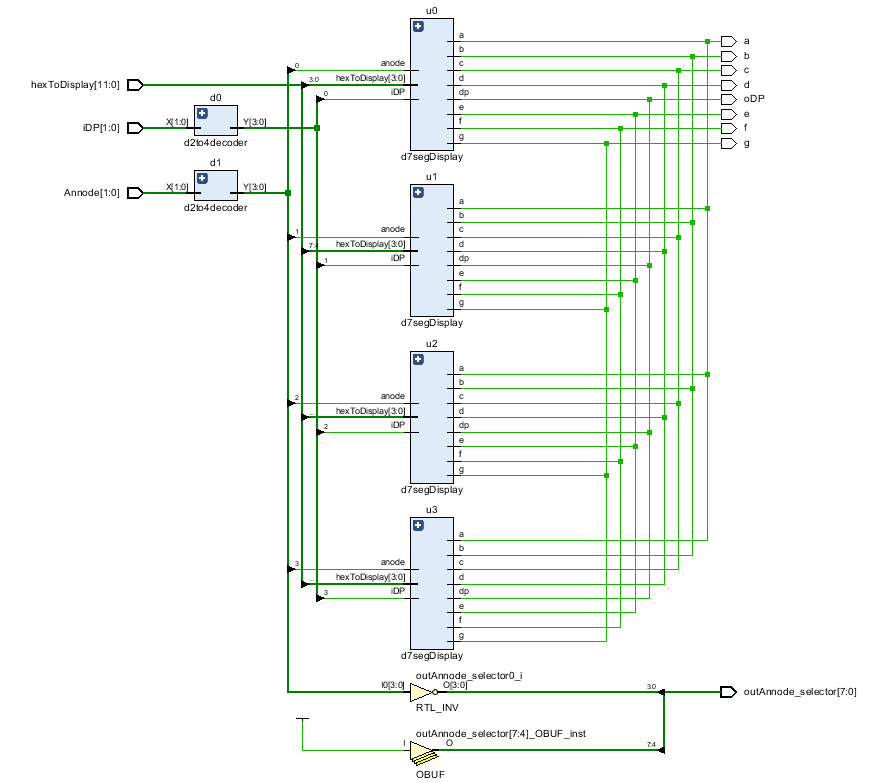 u0
a
b
anode
c
hexToDisplay[3:0]
d
iDP
dp
e
f
g
d7segDisplay
0
3:0
0
hexToDisplay[11:0]
d0
iDP[1:0]
X[1:0]
Y[3:0]
d2to4decoder
d1
Annode[1:0]
X[1:0]
Y[3:0]
d2to4decoder
a
b
c
d
oDP
e
f
g
u1
a
b
1
anode
c
7:4
hexToDisplay[3:0]
d
1
iDP
dp
e
f
g
d7segDisplay
u2
a
b
2
anode
c
...
hexToDisplay[3:0]
d
2
iDP
dp
e
f
g
d7segDisplay
u3
a
b
3
anode
c
...
hexToDisplay[3:0]
d
3
iDP
dp
e
f
g
d7segDisplay
outAnnode_selector0_i
I0[3:0]
O[3:0]
RTL_INV
3:0
outAnnode_selector[7:0]
outAnnode_selector[7:4]_OBUF_inst
I
O
7:4
OBUF